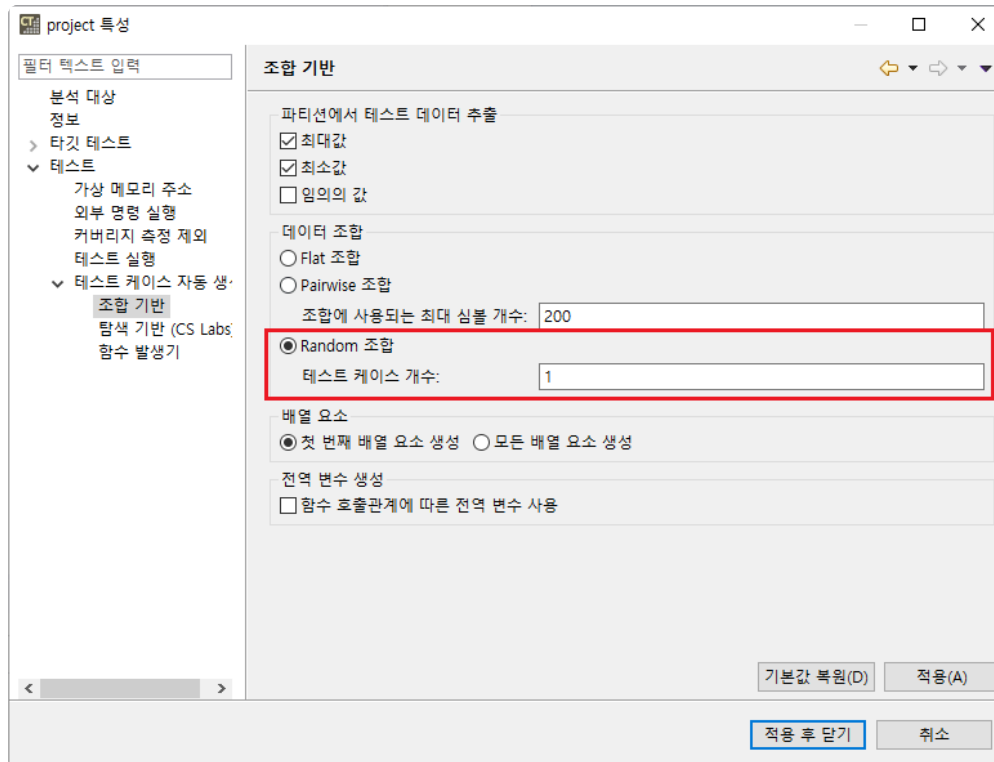 CT project 특성
필터 텍스트 입력
분석 대상
정보
타깃 테스트
테스트
가상 메모리 주소
외부 명령 실행
커버리지 측정 제외
테스트 실행
테스트 케이스 자동 생
조합 기반
탐색 기반 (CS Labs)
함수 발생기
조합 기반
파티션에서 테스트 데이터 추출
최대값
최소값
임의의 값
데이터 조합
Flat 조합
Pairwise 조합
조합에 사용되는 최대 심볼 개수: 200
Random 조합
테스트 케이스 개수: 1
배열 요소
첫 번째 배열 요소 생성 모든 배열 요소 생성
전역 변수 생성
함수 호출관계에 따른 전역 변수 사용
기본값 복원(D) 적용(A)
적용 후 닫기 취소